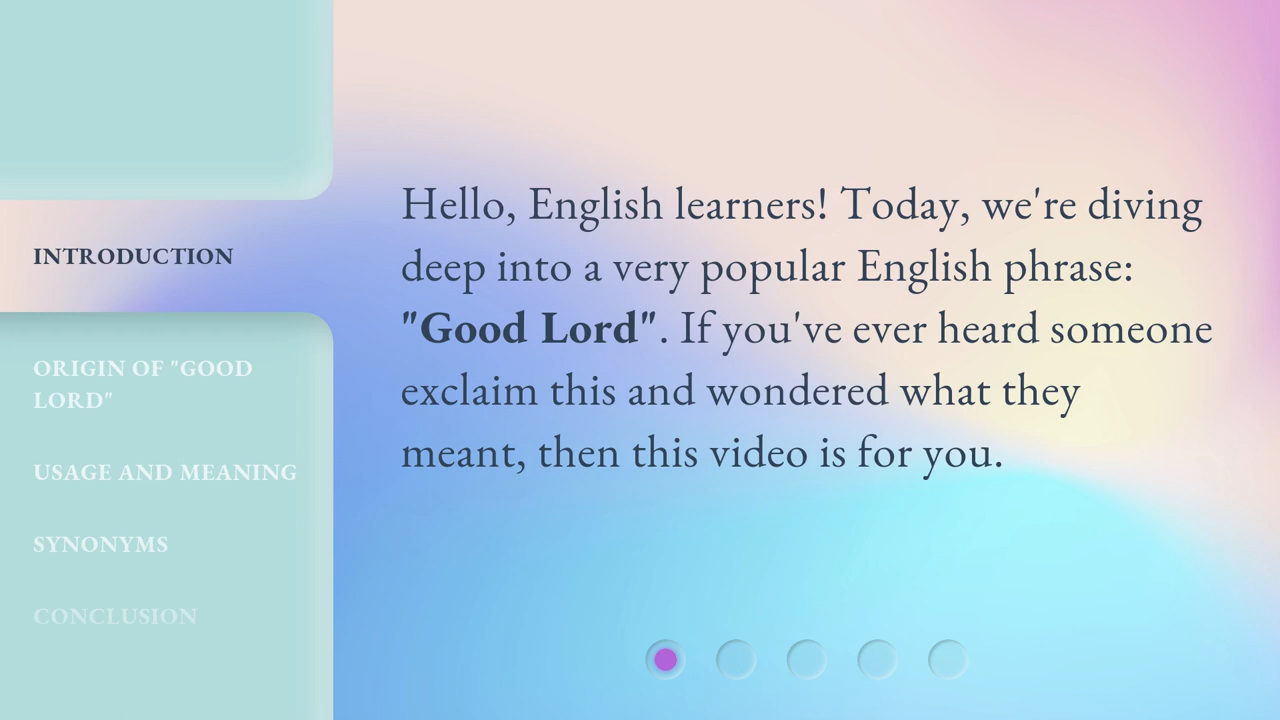 INTRODUCTION
ORIGIN OF "GOOD
LORD"
USAGE AND MEANING
SYNONYMS
CONCLUSION
Hello, English learners! Today, we're diving
deep into a very popular English phrase:
"Good Lord". If you've ever heard someone
exclaim this and wondered what they
meant, then this video is for you.